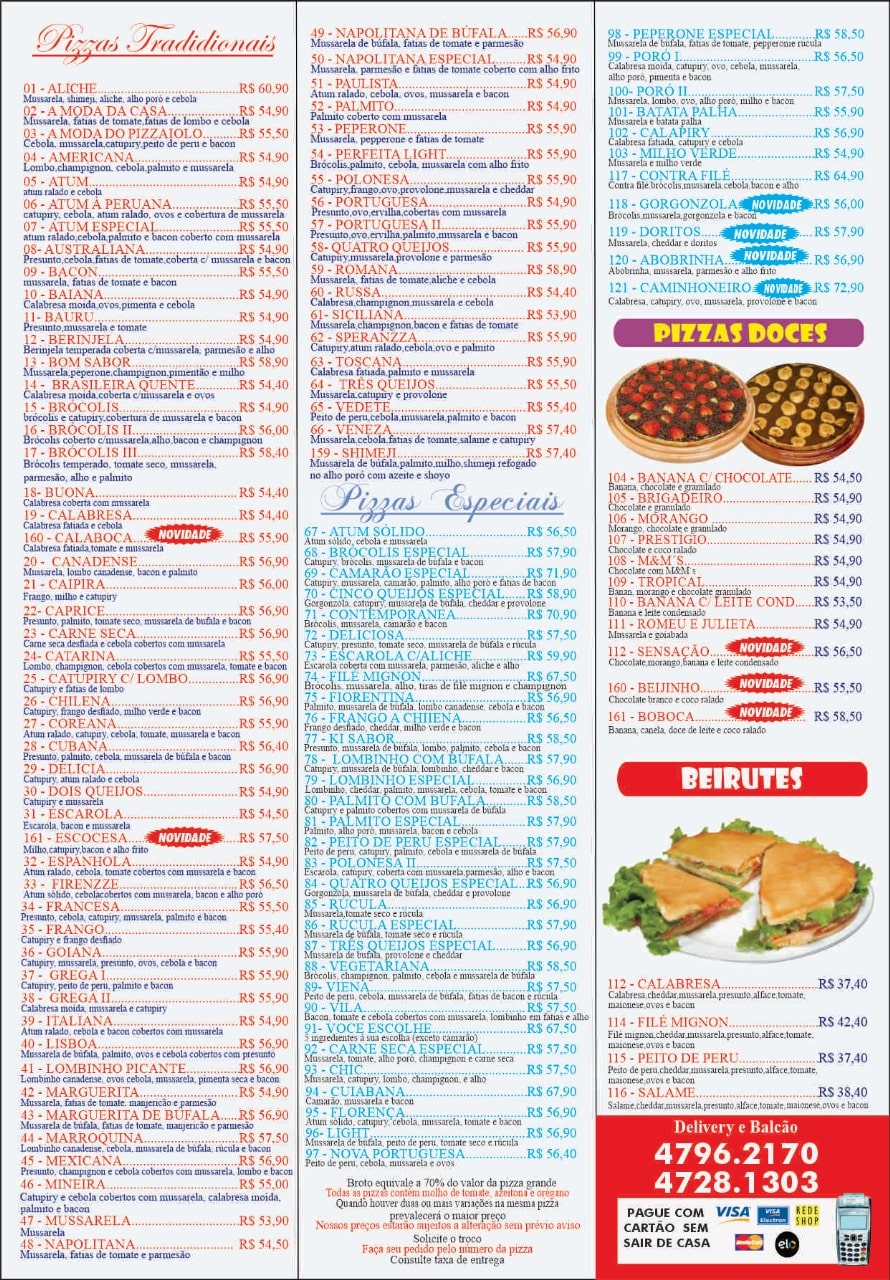 Pizzas Tradidionais
01 - ALICHE....................R$ 60,90
Mussarela, shimeji, aliche, alho poró e cebola
02 - A MODA DA CASA....................R$ 54,90
Mussarela, fatias de tomate,fatias de lombo e cebola
03 - A MODA DO PIZZAIOLO....................R$ 55,50
Cebola, mussarela,catupiry,peito de peru e bacon
04 - AMERICANA....................R$ 54,90
Lombo,champignon, cebola,palmito e mussarela
05 - ATUM....................R$ 54,90
atum ralado e cebola
06 - ATUM À PERUANA....................R$ 55,50
catupiry, cebola, atum ralado, ovos e cobertura de mussarela
07 - ATUM ESPECIAL....................R$ 55,50
atum ralado,cebola,palmito e bacon coberto com mussarela
08- AUSTRALIANA....................R$ 54,90
Presunto,cebola,fatias de tomate,coberta c/ mussarela e bacon
09 - BACON....................R$ 55,50
mussarela, fatias de tomate e bacon
10 - BAIANA....................R$ 54,90
Calabresa moida,ovos,pimenta e cebola
11- BAURU....................R$ 54,90
Presunto,mussarela e tomate
12 - BERINJELA....................R$ 54,90
Berinjela temperada coberta c/mussarela, parmesão e alho
13 - BOM SABOR....................R$ 58,90
Mussarela,peperone,champignon,pimentão e milho
14 - BRASILEIRA QUENTE....................R$ 54,40
Calabresa moida,coberta c/mussarela e ovos
15 - BRÓCOLIS....................R$ 54,90
brócolis e catupiry,cobertura de mussarela e bacon
16 - BRÓCOLIS II....................R$ 56,00
Brócolis coberto c/mussarela,alho,bacon e champignon
17 - BRÓCOLIS III....................R$ 58,40
Brócolis temperado, tomate seco, mussarela,
parmesão, alho e palmito
18- BUONA....................R$ 54,40
Calabresa coberta com mussarela
19 - CALABRESA....................R$ 54,40
Calabresa fatiada e cebola
160 - CALABOCA NOVIDADE R$ 55,90
Calabresa fatiada,tomate e mussarela
20 - CANADENSE....................R$ 56,90
Mussarela, lombo canadense, bacon e palmito
21 - CAIPIRA....................R$ 56,00
Frango, milho e catupiry
22- CAPRICE....................R$ 56,90
Presunto, palmito, tomate seco, mussarela de bufala e bacon
23 - CARNE SECA....................R$ 56,90
Carne seca desfiada e cebola cobertos com mussarela
24- CATARINA....................R$ 55,50
Lombo, champignon, cebola cobertos com mussarela, tomate e bacon
25 - CATUPIRY C/ LOMBO....................R$ 56,90
Catupiry e fatias de lombo
26 - CHILENA....................R$ 56,90
Catupiry, frango desfiado, milho verde e bacon
27 - COREANA....................R$ 55,90
Atum ralado, catupiry, cebola, tomate, mussarela e bacon
28 - CUBANA....................R$ 56,40
Presunto, palmito, cebola, mussarela de búfala e bacon
29 - DELICIA....................R$ 56,90
Catupiry, atum ralado e cebola
30 - DOIS QUEIJOS....................R$ 54,90
Catupiry e mussarela
31 - ESCAROLA....................R$ 54,50
Escarola, bacon e mussarela
161 - ESCOCESA NOVIDADE R$ 57,50
Milho,catupiry,bacon e alho frito
32 - ESPANHOLA....................R$ 54,90
Atum ralado, cebola, tomate cobertos com mussarela e bacon
33 - FIRENZZE....................R$ 56,50
Atum sólido, cebolacobertos com mussarela, bacon e alho poró
34 - FRANCESA....................R$ 55,50
Presunto, cebola, catupiry, mussarela, palmito e bacon
35 - FRANGO....................R$ 55,40
Catupiry e frango desfiado
36 - GOIANA....................R$ 55,90
Catupiry, mussarela, presunto, ovos, cebola e bacon
37 - GREGA I....................R$ 55,90
Catupiry, peito de peru, palmito e bacon
38 - GREGA II....................R$ 55,90
Calabresa moida, mussarela e catupiry
39 - ITALIANA....................R$ 54,90
Atum ralado, cebola e bacon cobertos com mussarela
40 - LISBOA....................R$ 56,90
Mussarela de búfala, palmito, ovos e cebola cobertos com presunto
41 - LOMBINHO PICANTE....................R$ 56,90
Lombinho canadense, ovos cebola, mussarela, pimenta seca e bacon
42 - MARGUERITA....................R$ 54,90
Mussarela, fatias de tomate, manjericão e parmesão
43 - MARGUERITA DE BÚFALA....................R$ 56,90
Mussarela de búfala, fatias de tomate, manjericão e parmesão
44 - MARROQUINA....................R$ 57,50
Lombinho canadense, cebola, mussarela de búfala, rúcula e bacon
45 - MEXICANA....................R$ 56,90
Presunto, champignon e cebola cobertos com mussarela, lombo e bacon
46 - MINEIRA....................R$ 55,00
Catupiry e cebola cobertos com mussarela, calabresa moida,
palmito e bacon
47 - MUSSARELA....................R$ 53,90
Mussarela
48 - NAPOLITANA....................R$ 54,50
Mussarela, fatias de tomate e parmesão
49 - NAPOLITANA DE BÚFALA....................R$ 56,90
Mussarela de búfala, fatias de tomate e parmesão
50 - NAPOLITANA ESPECIAL....................R$ 54,90
Mussarela, parmesão e fatias de tomate coberto com alho frito
51 - PAULISTA....................R$ 54,90
Atum ralado, cebola, ovos, mussarela e bacon
52 - PALMITO....................R$ 54,90
Palmito coberto com mussarela
53 - PEPERONE....................R$ 57,90
Mussarela, pepperone e fatias de tomate
54 - PERFEITA LIGHT....................R$ 55,90
Brócolis,palmito, cebola, mussarela com alho frito
55 - POLONESA....................R$ 57,90
Catupiry,frango,ovo,provolone,mussarela e cheddar
56 - PORTUGUESA....................R$ 54,90
Presunto,ovo,ervilha,cobertas com mussarela
57 - PORTUGUESA II....................R$ 55,90
Presunto,ovo,ervilha,palmito,mussarela e bacon
58- QUATRO QUEIJOS....................R$ 55,90
Catupiry,mussarela,provolone e parmesão
59 - ROMANA....................R$ 58,90
Mussarela,fatias de tomate,aliche e cebola
60 - RUSSA....................R$ 54,40
Calabresa,champignon,mussarela e cebola
61- SICILIANA....................R$ 53,90
Mussarela,champignon,bacon e fatias de tomate
62 - SPERANZZA....................R$ 55,90
Catupiry,atum ralado,cebola,ovo e palmito
63 - TOSCANA....................R$ 55,50
Calabresa fatiada,palmito e mussarela
64 - TRÊS QUEIJOS....................R$ 55,50
Mussarela,catupiry e provolone
65 - VEDETE....................R$ 55,40
Peito de peru,cebola,mussarela,palmito e bacon
66 - VENEZA....................R$ 57,40
Mussarela,cebola,fatias de tomate,salame e catupiry
159 - SHIMEJI....................R$ 57,40
Mussarela de búfala,palmito,milho,shimeji refogado
no alho poró com azeite e shoyo
Pizzas Especiais
67 - ATUM SÓLIDO....................R$ 56,50
Atum sólido, cebola e mussarela
68 - BRÓCOLIS ESPECIAL....................R$ 57,90
Catupiry, brócolis, mussarela de búfala e bacon
69 - CAMARÃO ESPECIAL....................R$ 71,90
Catupiry, mussarela, camarão, palmito, alho poró e fatias de bacon
70 - CINCO QUEIJOS ESPECIAL....................R$ 58,90
Gorgonzola, catupiry, mussarela de búfala, cheddar e provolone
71 - CONTEMPORANEA....................R$ 70,90
Brócolis, mussarela, camarão e bacon
72 - DELICIOSA....................R$ 57,50
Catupiry, presunto, tomate seco, mussarela de búfala e rúcula
73 - ESCAROLA C/ALICHE....................R$ 59,90
Escarola coberta com mussarela, parmesão, aliche e alho
74 - FILÉ MIGNON....................R$ 67,50
Brócolis, mussarela, alho, tiras de filé mignon e champignon
75 - FIORENTINA....................R$ 56,90
Palmito, mussarela de búfala, lombo canadense, cebola e bacon
76 - FRANGO A CHIIENA....................R$ 56,50
Frango desfiado, cheddar, milho verde e bacon
77 - KI SABOR....................R$ 58,50
Presunto, mussarela de búfala, lombo, palmito, cebola e bacon
78 - LOMBINHO COM BÚFALA....................R$ 57,90
Catupiry, mussarela de búfala, lombinho, cheddar e bacon
79 - LOMBINHO ESPECIAL....................R$ 56,90
Lombinho, cheddar, palmito, mussarela, cebola, tomate e bacon
80 - PALMITO COM BÚFALA....................R$ 58,50
Catupiry e palmito cobertos com mussarela de búfala
81 - PALMITO ESPECIAL....................R$ 57,90
Palmito, alho poró, mussarela, bacon e cebola
82 - PEITO DE PERU ESPECIAL....................R$ 57,90
Peito de peru, catupiry, palmito, cebola e mussarela de búfala
83 - POLONESA II....................R$ 57,50
Escarola, catupiry, coberta com mussarela,parmesão, alho e bacon
84 - QUATRO QUEIJOS ESPECIAL....................R$ 56,90
Gorgonzola, mussarela de búfala, cheddar e provolone
85 - RÚCULA....................R$ 56,90
Mussarela,tomate seco e rúcula
86 - RÚCULA ESPECIAL....................R$ 57,90
Mussarela de búfala, tomate seco e rúcula
87 - TRÊS QUEIJOS ESPECIAL....................R$ 56,90
Mussarela de búfala, provolone e cheddar
88 - VEGETARIANA....................R$ 58,50
Brócolis, champignon, palmito, cebola e mussarela de búfala
89- VIENA....................R$ 57,50
Peito de peru, cebola, mussarela de búfala, fatias de bacon e rúcula
90 - VILA....................R$ 57,50
Bacon, tomate e cebola cobertos com mussarela, lombinho em fatias e alho
91- VOCE ESCOLHE....................R$ 67,50
5 ingredientes à sua escolha (exceto camarão)
92 - CARNE SECA ESPECIAL....................R$ 57,50
Mussarela, tomate, alho poró, champignon e carne seca
93 - CHIC....................R$ 57,50
Mussarela, catupiry, lombo, champignon, e alho
94 - CUIABANA....................R$ 67,90
Camarão, mussarela e bacon
95 - FLORENÇA....................R$ 56,90
Atum sólido, catupiry, cebola, mussarela, tomate e bacon
96- LIGHT....................R$ 57,50
Mussarela de búfala, peito de peru, tomate seco e rúcula
97 - NOVA PORTUGUESA....................R$ 56,40
Peito de peru, cebola, mussarela e ovos
Broto equivale a 70% do valor da pizza grande
Todas as pizzas contém molho de tomate, azeitona e orégano
Quando houver duas ou mais variações na mesma pizza
prevalecerá o maior preço
Nossos preços estarão sujeitos a alteração sem prévio aviso
Solicite o troco
Faça seu pedido pelo número da pizza
Consulte taxa de entrega
98 - PEPERONE ESPECIAL....................R$ 58,50
Mussarela de búfala, fatias de tomate, pepperone rúcula
99 - PORÓ I....................R$ 56,50
Calabresa moida, catupiry, ovo, cebola, mussarela,
alho poró, pimenta e bacon
100- PORÓ II....................R$ 57,50
Mussarela, lombo, ovo, alho poró, milho e bacon
101- BATATA PALHA....................R$ 55,90
Mussarela e batata palha
102 - CALAPIRY....................R$ 56,90
Calabresa fatiada, catupiry e cebola
103 - MILHO VERDE....................R$ 54,90
Mussarela e milho verde
117 - CONTRA FILÉ....................R$ 64,90
Contra filé,brócolis,mussarela,cebola,bacon e alho
118 - GORGONZOLA NOVIDADE R$ 56,00
Brócolis,mussarela,gorgonzola e bacon
119 - DORITOS NOVIDADE R$ 57,90
Mussarela, cheddar e doritos
120 - ABOBRINHA NOVIDADE R$ 56,90
Abobrinha, mussarela, parmesão e alho frito
121 - CAMINHONEIRO NOVIDADE R$ 72,90
Calabresa, catupiry, ovo, mussarela, provolone e bacon
PIZZAS DOCES
104 - BANANA C/ CHOCOLATE....................R$ 54,50
Banana, chocolate e granulado
105 - BRIGADEIRO....................R$ 54,90
Chocolate e granulado
106 - MORANGO....................R$ 54,90
Morango, chocolate e granulado
107 - PRESTÍGIO....................R$ 54,90
Chocolate e coco ralado
108 - M&M´s....................R$ 54,90
Chocolate com M&M´s
109 - TROPICAL....................R$ 54,90
Banan, morango e chocolate granulado
110 - BANANA C/ LEITE COND....................R$ 53,50
Banana e leite condensado
111 - ROMEU E JULIETA....................R$ 54,90
Mussarela e goiabada
112 - SENSAÇÃO NOVIDADE R$ 56,50
Chocolate,morango,banana e leite condensado
160 - BEIJINHO NOVIDADE R$ 55,50
Chocolate branco e coco ralado
161 - BOBOCA NOVIDADE R$ 58,50
Banana, canela, doce de leite e coco ralado
BEIRUTES
112 - CALABRESA....................R$ 37,40
Calabresa,cheddar,mussarela,presunto,alface,tomate,
maionese,ovos e bacon
114 - FILÉ MIGNON....................R$ 42,40
Filé mignon,cheddar,mussarela,presunto,alface,tomate,
maionese,ovos e bacon
115 - PEITO DE PERU....................R$ 37,40
Peito de peru,cheddar,mussarela,presunto,alface,tomate,
maionese,ovos e bacon
116 - SALAME....................R$ 38,40
Salame,cheddar,mussarela,presunto,alface,tomate, maionese,ovos e bacon
Delivery e Balcão
4796.2170
4728.1303
PAGUE COM
CARTÃO SEM
SAIR DE CASA
VISA
VISA Electron
REDE SHOP
MasterCard
elo